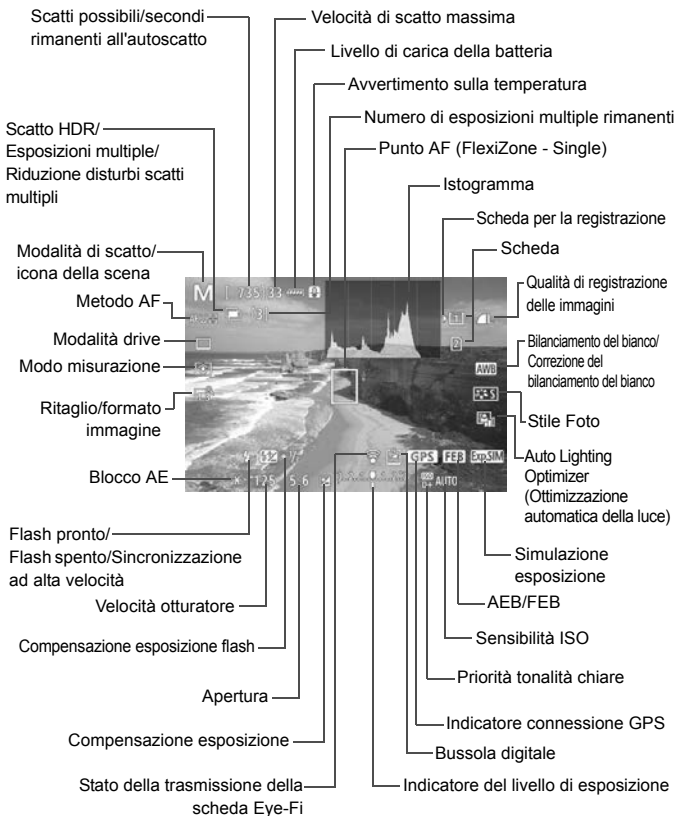 Scatti possibili/secondi
rimanenti all'autoscatto
Velocità di scatto massima
Livello di carica della batteria
Avvertimento sulla temperatura
Numero di esposizioni multiple rimanenti
Punto AF (FlexiZone - Single)
Istogramma
Scheda per la registrazione
Scheda
Qualità di registrazione
delle immagini
Bilanciamento del bianco/
Correzione del
bilanciamento del bianco
Stile Foto
Auto Lighting
Optimizer
(Ottimizzazione
automatica della luce)
Simulazione
esposizione
AEB/FEB
Sensibilità ISO
Priorità tonalità chiare
Indicatore connessione GPS
Bussola digitale
Indicatore del livello di esposizione
Scatto HDR/
Esposizioni multiple/
Riduzione disturbi scatti
multipli
Modalità di scatto/
icona della scena
Metodo AF
Modalità drive
Modo misurazione
Ritaglio/formato
immagine
Blocco AE
Flash pronto/
Flash spento/Sincronizzazione
ad alta velocità
Velocità otturatore
Compensazione esposizione flash
Apertura
Compensazione esposizione
Stato della trasmissione della
scheda Eye-Fi
M [ 735] 33
[ 3]
1
L
2
AWB
S
GPS FEB Exp.SIM
125 5.6 D+ AUTO